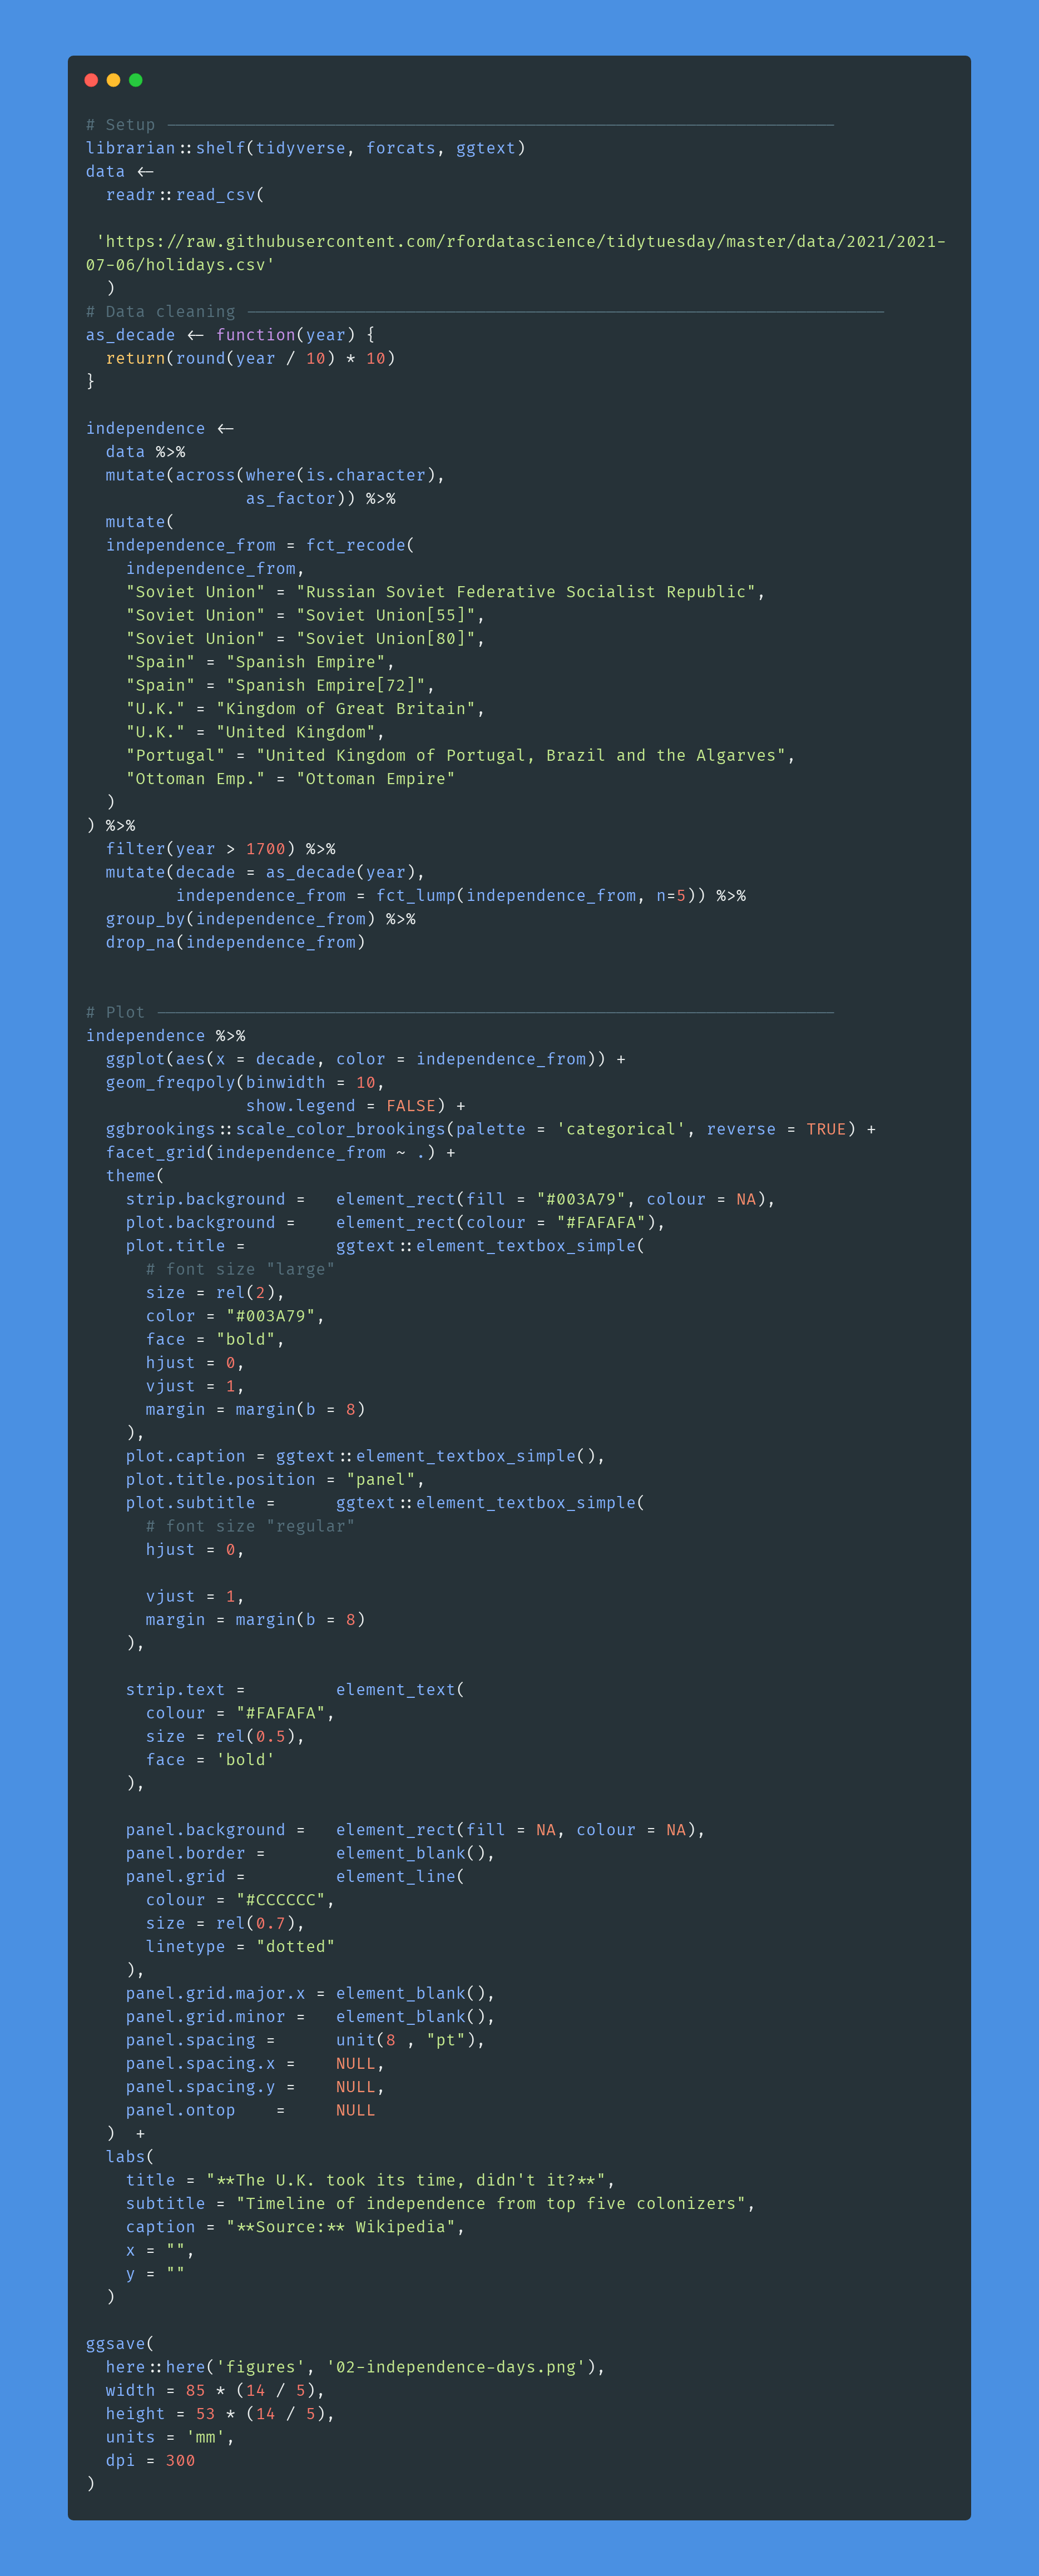 # Setup ───────────────────────────────────────────────────────────────────
librarian::shelf(tidyverse, forcats, ggtext)
data <-
  readr::read_csv(

 'https://raw.githubusercontent.com/rfordatascience/tidytuesday/master/data/2021/2021-
07-06/holidays.csv'
  )
# Data cleaning ────────────────────────────────────────────────────────────────
as_decade <- function(year) {
  return(round(year / 10) * 10)
}

independence <-
  data %>%
  mutate(across(where(is.character),
                as_factor)) %>%
  mutate(
  independence_from = fct_recode(
    independence_from,
    "Soviet Union" = "Russian Soviet Federative Socialist Republic",
    "Soviet Union" = "Soviet Union[55]",
    "Soviet Union" = "Soviet Union[80]",
    "Spain" = "Spanish Empire",
    "Spain" = "Spanish Empire[72]",
    "U.K." = "Kingdom of Great Britain",
    "U.K." = "United Kingdom",
    "Portugal" = "United Kingdom of Portugal, Brazil and the Algarves",
    "Ottoman Emp." = "Ottoman Empire"
  )
) %>%
  filter(year > 1700) %>%
  mutate(decade = as_decade(year),
         independence_from = fct_lump(independence_from, n=5)) %>%
  group_by(independence_from) %>%
  drop_na(independence_from)


# Plot ────────────────────────────────────────────────────────────────────
independence %>%
  ggplot(aes(x = decade, color = independence_from)) +
  geom_freqpoly(binwidth = 10,
                show.legend = FALSE) +
  ggbrookings::scale_color_brookings(palette = 'categorical', reverse = TRUE) +
  facet_grid(independence_from ~ .) +
  theme(
    strip.background =   element_rect(fill = "#003A79", colour = NA),
    plot.background =    element_rect(colour = "#FAFAFA"),
    plot.title =         ggtext::element_textbox_simple(
      # font size "large"
      size = rel(2),
      color = "#003A79",
      face = "bold",
      hjust = 0,
      vjust = 1,
      margin = margin(b = 8)
    ),
    plot.caption = ggtext::element_textbox_simple(),
    plot.title.position = "panel",
    plot.subtitle =      ggtext::element_textbox_simple(
      # font size "regular"
      hjust = 0,

      vjust = 1,
      margin = margin(b = 8)
    ),

    strip.text =         element_text(
      colour = "#FAFAFA",
      size = rel(0.5),
      face = 'bold'
    ),

    panel.background =   element_rect(fill = NA, colour = NA),
    panel.border =       element_blank(),
    panel.grid =         element_line(
      colour = "#CCCCCC",
      size = rel(0.7),
      linetype = "dotted"
    ),
    panel.grid.major.x = element_blank(),
    panel.grid.minor =   element_blank(),
    panel.spacing =      unit(8 , "pt"),
    panel.spacing.x =    NULL,
    panel.spacing.y =    NULL,
    panel.ontop    =     NULL
  )  +
  labs(
    title = "**The U.K. took its time, didn't it?**",
    subtitle = "Timeline of independence from top five colonizers",
    caption = "**Source:** Wikipedia",
    x = "",
    y = ""
  )

ggsave(
  here::here('figures', '02-independence-days.png'),
  width = 85 * (14 / 5),
  height = 53 * (14 / 5),
  units = 'mm',
  dpi = 300
)